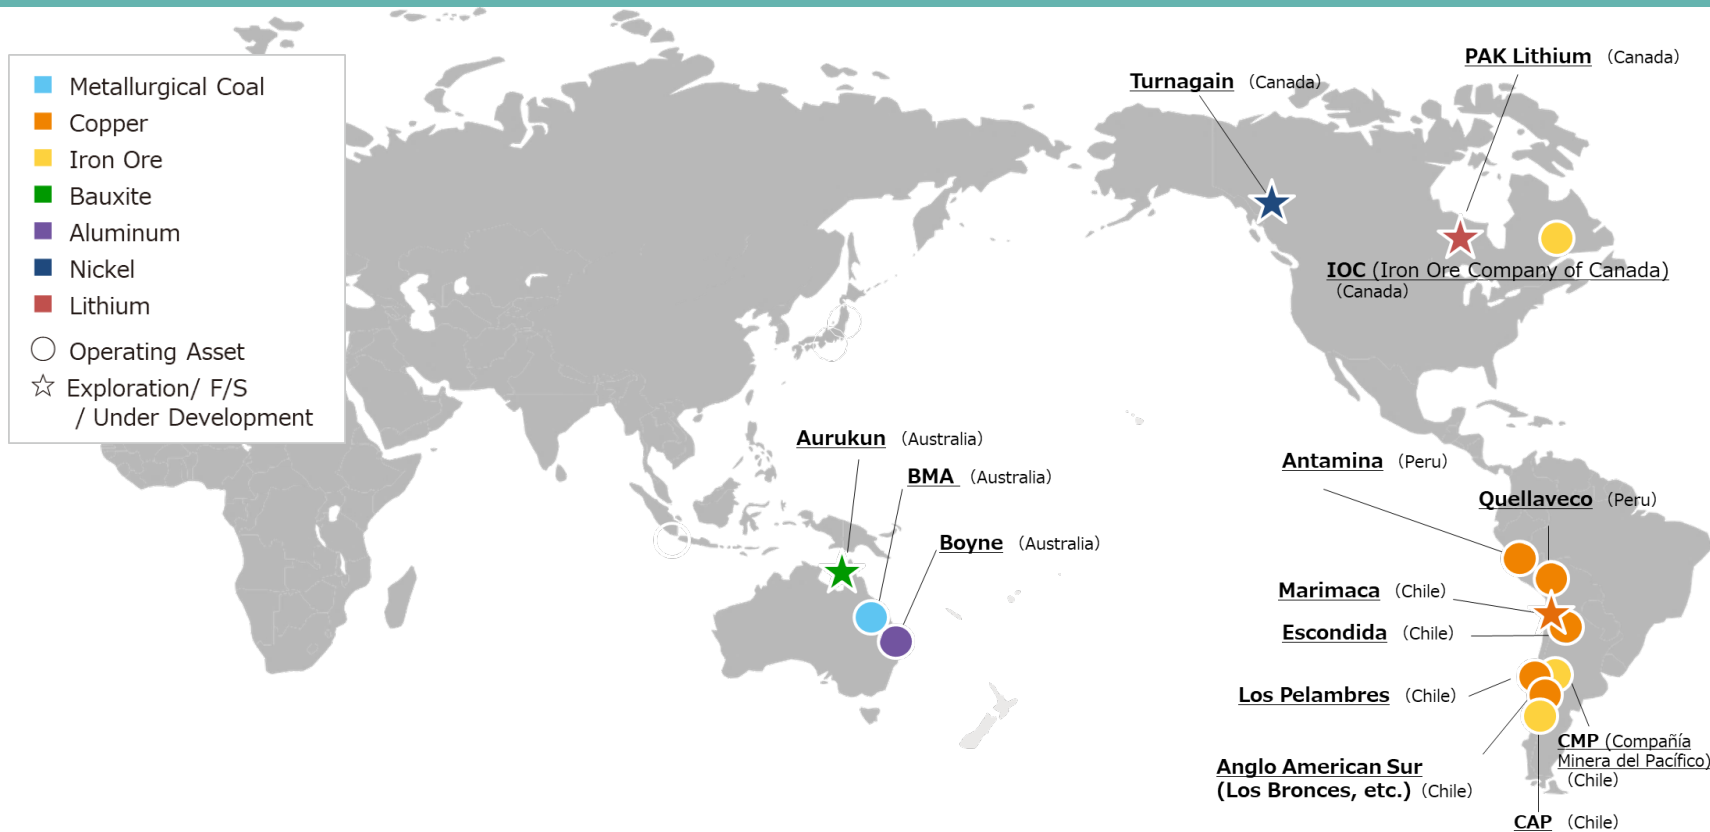 Metallurgical Coal
Copper
Iron Ore
Bauxite
Aluminum
Nickel
Lithium
Operating Asset
Exploration/ F/S
/ Under Development
PAK Lithium (Canada)
Turnagain (Canada)
IOC (Iron Ore Company of Canada)
(Canada)
Aurukun (Australia)
BMA (Australia)
Boyne (Australia)
Antamina (Peru)
Quellaveco (Peru)
Marimaca (Chile)
Escondida (Chile)
Los Pelambres (Chile)
CMP (Compañía
Minera del Pacífico)
(Chile)
Anglo American Sur
(Los Bronces, etc.) (Chile)
CAP (Chile)